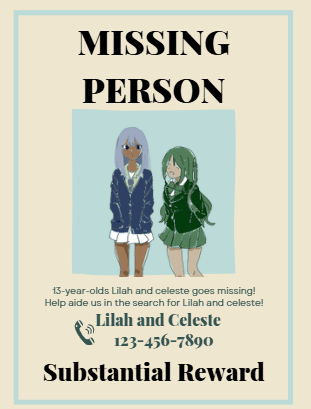 MISSING
PERSON
13-year-olds Lilah and celeste goes missing!
Help aide us in the search for Lilah and celeste!
Lilah and Celeste
123-456-7890
Substantial Reward